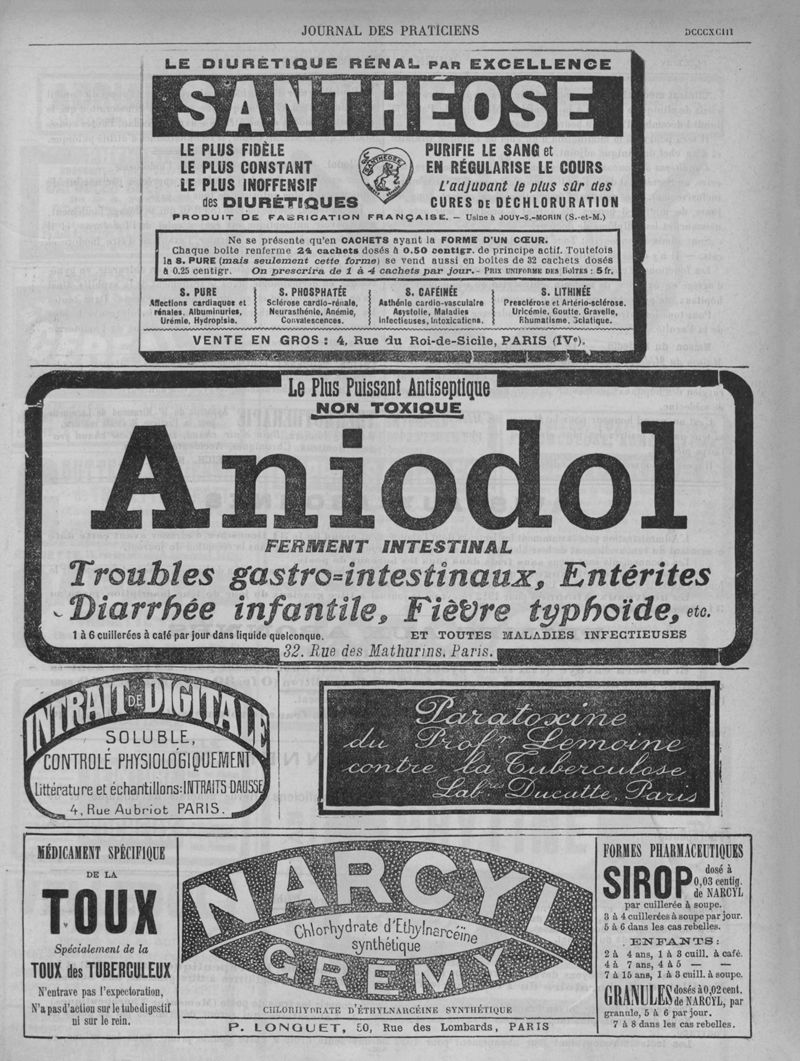 JOURNAL DES PRATICIENS
DCCCXCIII
LE DIURÉTIQUE RÉNAL PAR EXCELLENCE
SANTHÉOSE
LE PLUS FIDÈLE
LE PLUS CONSTANT
LE PLUS INOFFENSIF
des DIURÉTIQUES
SANTHÉOSE
PURIFIE LE SANG et
EN RÉGULARISE LE COURS
L'adjuvant le plus sûr des
CURES de DÉCHLORURATION
PRODUIT DE FABRICATION FRANÇAISE. — Usine à JOUY-S.-MORIN (S.-et-M.)
Ne se présente qu'en CACHETS ayant la FORME D'UN CŒUR.
Chaque boîte renferme 24 cachets dosés à 0.50 centigr. de principe actif. Toutefois
la S. PURE (mais seulement cette forme) se vend aussi en boîtes de 32 cachets dosés
à 0.25 centigr. On prescrira de 1 à 4 cachets par jour. - PRIX UNIFORME DES BOÎTES : 5 fr.
S. PURE
Affections cardiaques et
rénales, Albuminuries,
Urémie, Hydropisie.
S. PHOSPHATÉE
Sclérose cardio-rénale,
Neurasthénie, Anémie,
Convalescences.
S. CAFÉINÉE
Asthénie cardio-vasculaire
Asystolie, Maladies
infectieuses, Intoxications.
S. LITHINÉE
Presclérose et Artério-sclérose.
Uricémie, Goutte, Gravelle,
Rhumatisme, Sciatique.
VENTE EN GROS : 4, Rue du Roi-de-Sicile, PARIS (IVe).
Le Plus Puissant Antiseptique
NON TOXIQUE
Aniodol
FERMENT INTESTINAL
Troubles gastro=intestinaux, Entérites
Diarrhée infantile, Fièvre typhoïde, etc.
1 à 6 cuillerées à café par jour dans liquide quelconque.
ET TOUTES MALADIES INFECTIEUSES
32. Rue des Mathurins, Paris.
INTRAIT DE DIGITALE
SOLUBLE,
CONTROLÉ PHYSIOLOGIQUEMENT
Littérature et échantillons: INTRAITS DAUSSE
4, Rue Aubriot PARIS.
Paratoxine
du Profr Lemoine
contre la Tuberculose
Labres Ducatte, Paris
MÉDICAMENT SPÉCIFIQUE
DE LA
TOUX
Spécialement de la
TOUX des TUBERCULEUX
N'entrave pas l'expectoration,
N'a pas d'action sur le tube digestif
ni sur le rein.
NARCYL
Chlorhydrate d'Éthylnarcéine
synthétique
GREMY
CHLORHYDRATE D'ÉTHYLNARCÉINE SYNTHÉTIQUE
P. LONGUET, 50, Rue des Lombards, PARIS
FORMES PHARMACEUTIQUES
SIROP dosé à
0,03 centig.
de NARCYL
par cuillerée à soupe.
3 à 4 cuillerées à soupe par jour.
5 à 6 dans les cas rebelles.
ENFANTS :
2 à 4 ans, 1 à 3 cuill. à café.
4 à 7 ans, 4 à 5 — —
7 à 15 ans, 1 à 3 cuill. à soupe.
GRANULES dosés à 0,02 cent.
de NARCYL, par
granule, 5 à 6 par jour.
7 à 8 dans les cas rebelles.